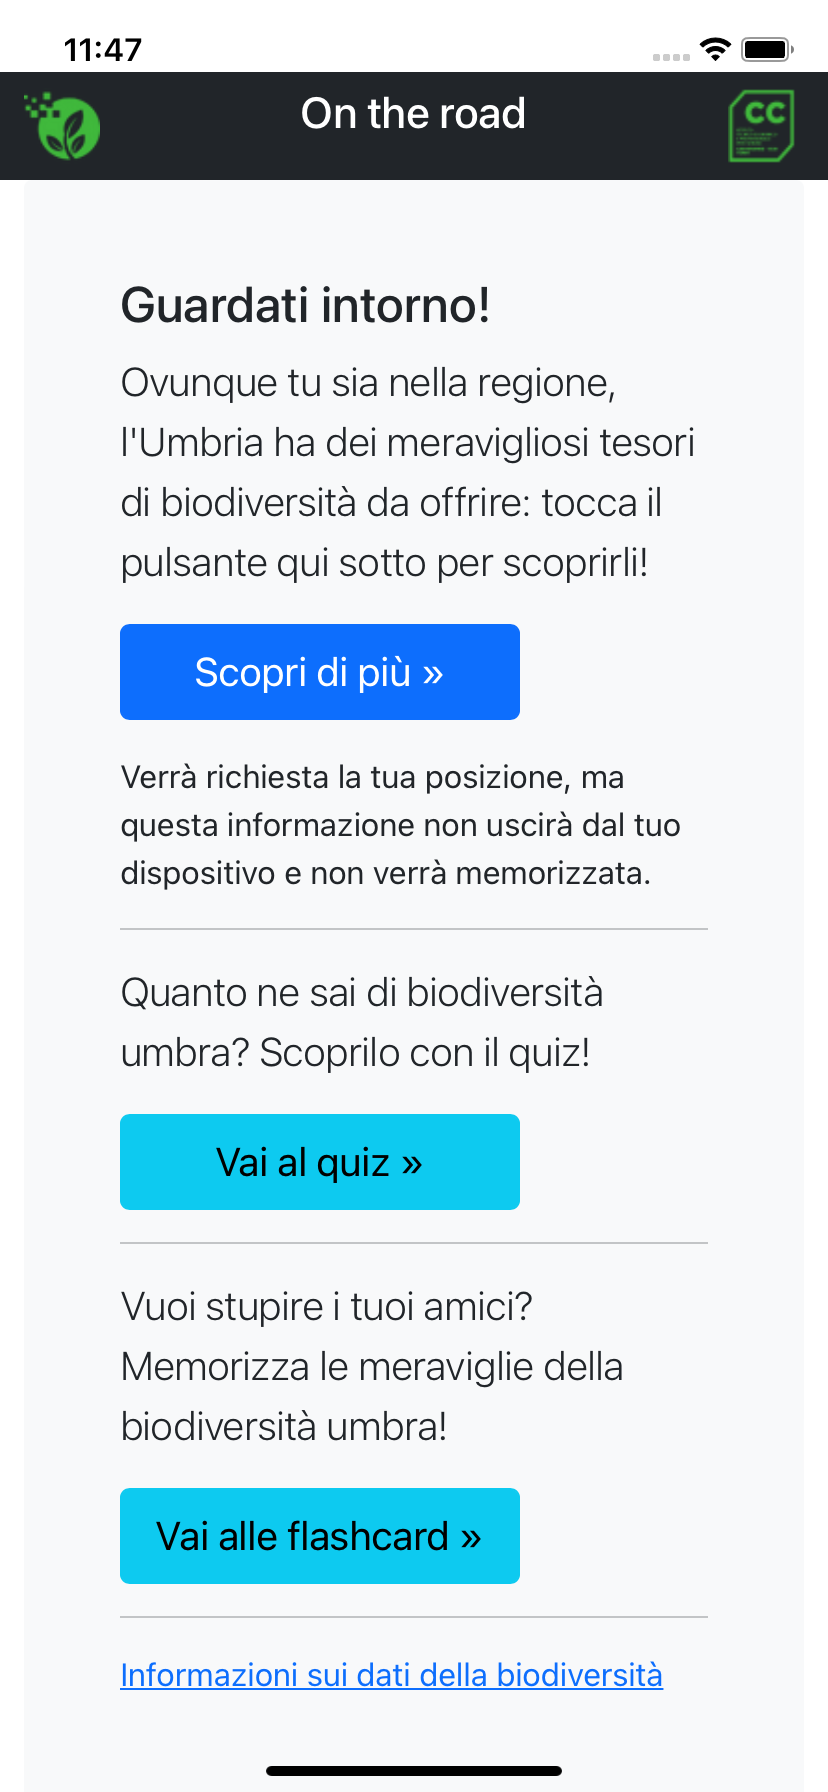 11:47
On the road
CC
Guardati intorno!
Ovunque tu sia nella regione,
l'Umbria ha dei meravigliosi tesori
di biodiversità da offrire: tocca il
pulsante qui sotto per scoprirli!
Scopri di più »
Verrà richiesta la tua posizione, ma
questa informazione non uscirà dal tuo
dispositivo e non verrà memorizzata.
Quanto ne sai di biodiversità
umbra? Scoprilo con il quiz!
Vai al quiz »
Vuoi stupire i tuoi amici?
Memorizza le meraviglie della
biodiversità umbra!
Vai alle flashcard »
Informazioni sui dati della biodiversità